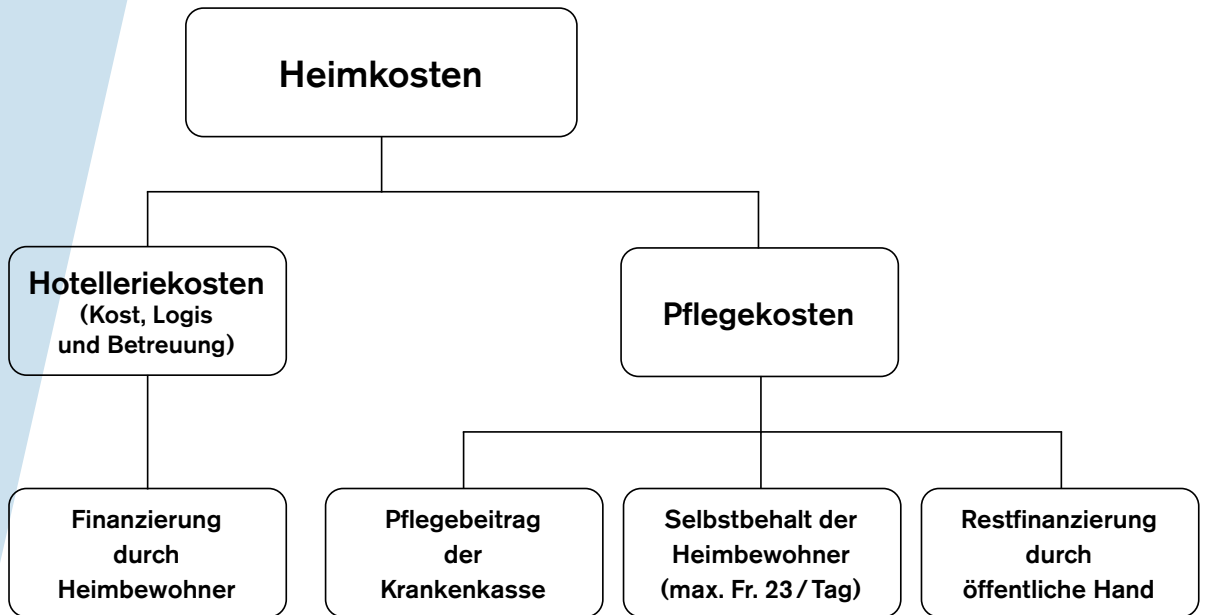 Heimkosten
Hotelleriekosten
(Kost, Logis
und Betreuung)
Pflegekosten
Finanzierung
durch
Heimbewohner
Pflegebeitrag
der
Krankenkasse
Selbstbehalt der
Heimbewohner
(max. Fr. 23 / Tag)
Restfinanzierung
durch
öffentliche Hand